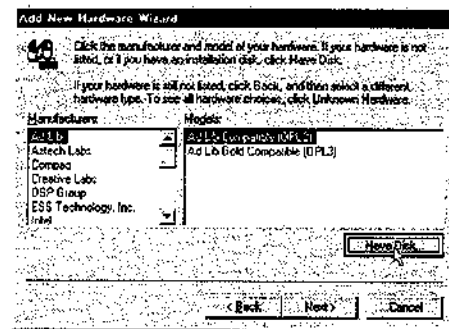 Add New Hardware Wizard
Click the manufacturer and model of your hardware. If your hardware is not
listed, or if you have an installation disk, click Have Disk.
If your hardware is still not listed, click Back, and then select a different
hardware type. To see all hardware choices, click Unknown Hardware.
Manufacturers:
Models:
Ad Lib
Ad Lib Compatible (OPL2)
Aztech Labs
Ad Lib Gold Compatible (OPL3)
Compaq
Creative Labs
DSP Group
ESS Technology, Inc.
Intel
Have Disk...
< Back
Next >
Cancel